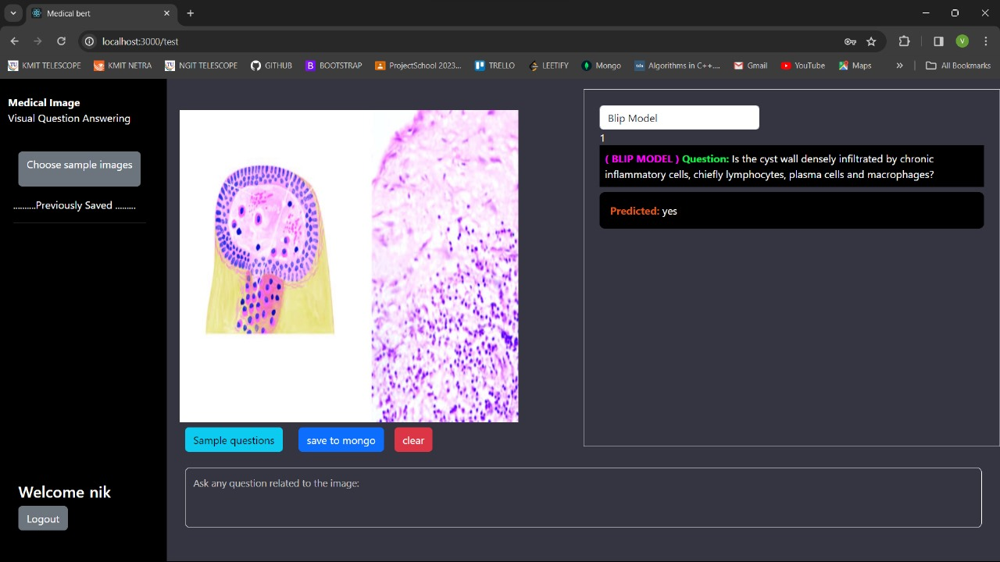 Medical bert
localhost:3000/test
V
KMIT TELESCOPE
KMIT NETRA
NGIT TELESCOPE
GITHUB
B BOOTSTRAP
ProjectSchool 2023...
TRELLO
LEETIFY
Mongo
tds Algorithms in C++....
Gmail
YouTube
Maps
All Bookmarks
Medical Image
Visual Question Answering
Choose sample images
..........Previously Saved .........
Welcome nik
Logout
Sample questions
save to mongo
clear
Ask any question related to the image:
Blip Model
1
( BLIP MODEL ) Question: Is the cyst wall densely infiltrated by chronic
inflammatory cells, chiefly lymphocytes, plasma cells and macrophages?
Predicted: yes